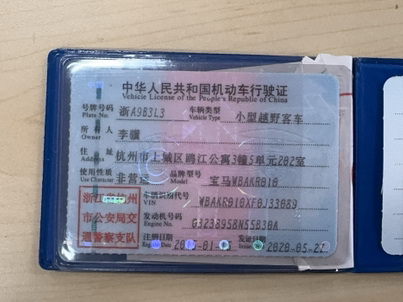 中华人民共和国机动车行驶证
Vehicle License of the People's Republic of China
号牌号码 浙A9B3L3 车辆类型 小型越野客车
Plate No. Vehicle Type
所有人 李骥
Owner
住址 杭州市上城区鸥江公寓3幢5单元202室
Address
使用性质 非营运 品牌型号 宝马WBAKR010
Use Character Model
浙江省杭州
市公安局交
通警察支队
车辆识别代号
VIN WBAKR010XF0J33089
发动机号码
Engine No. 03238958N55B30A
注册日期 发证日期 2020-05-22
Register Date Issue Date